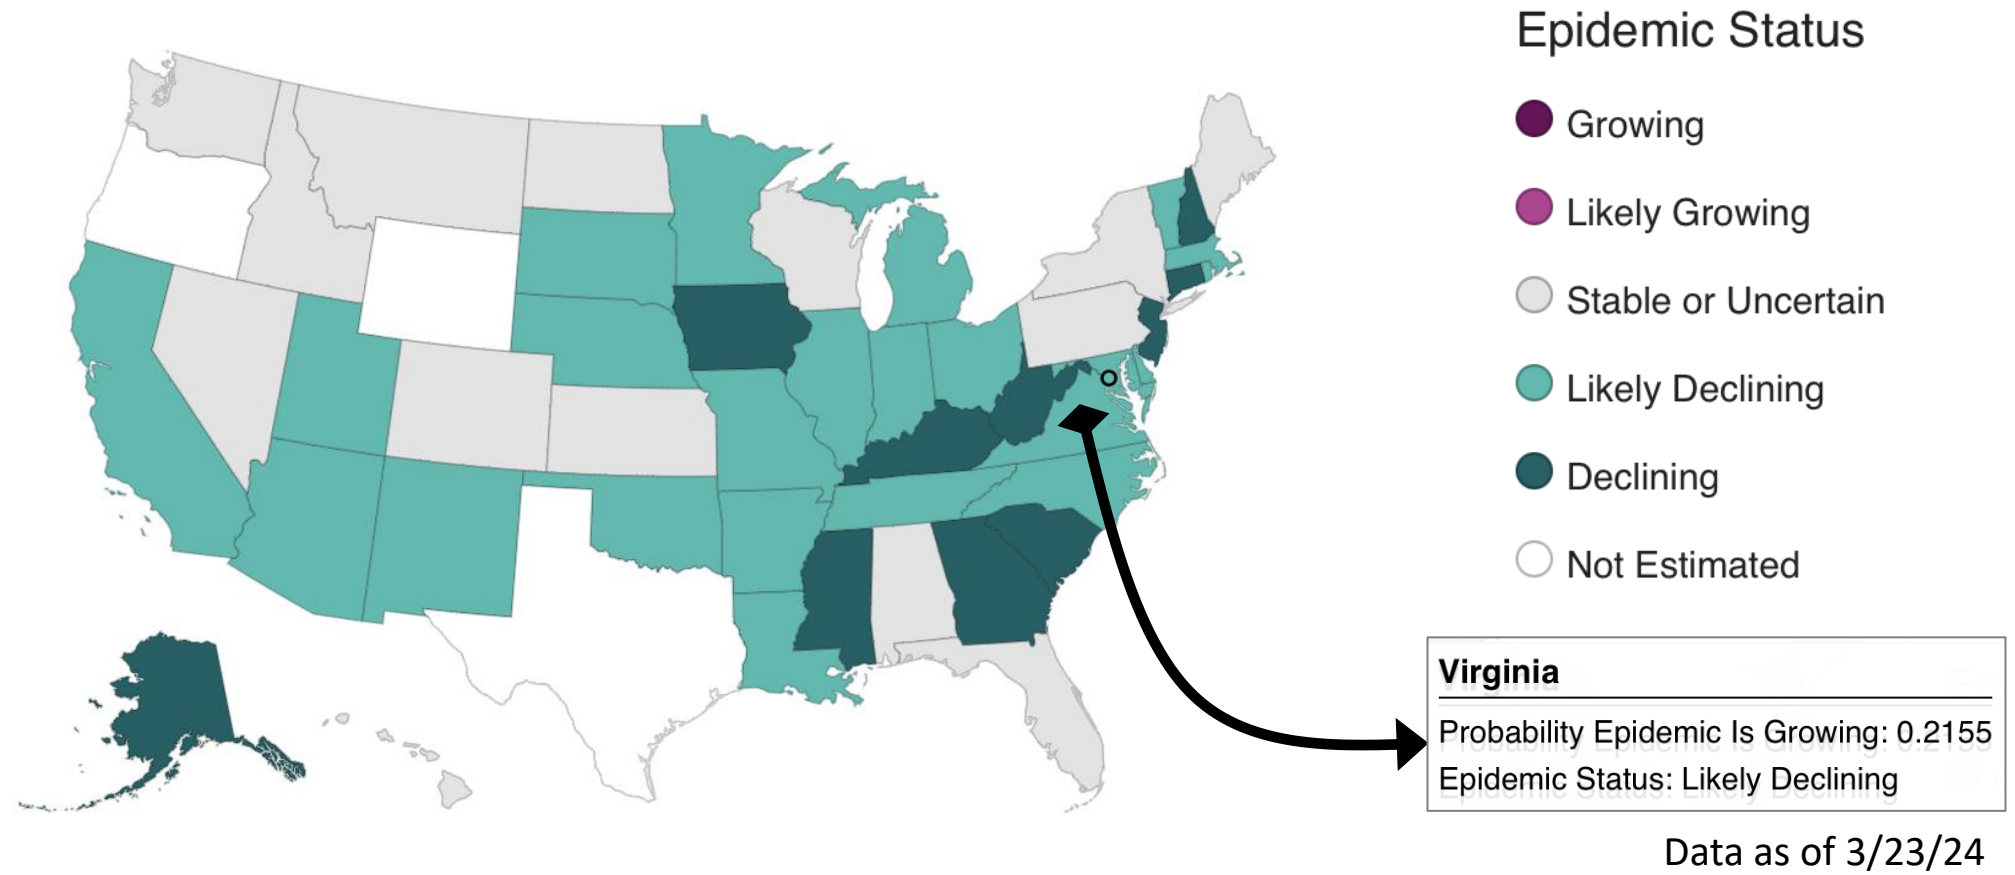 Epidemic Status
Growing
Likely Growing
Stable or Uncertain
Likely Declining
Declining
Not Estimated
Virginia
Probability Epidemic Is Growing: 0.2155
Epidemic Status: Likely Declining
Data as of 3/23/24